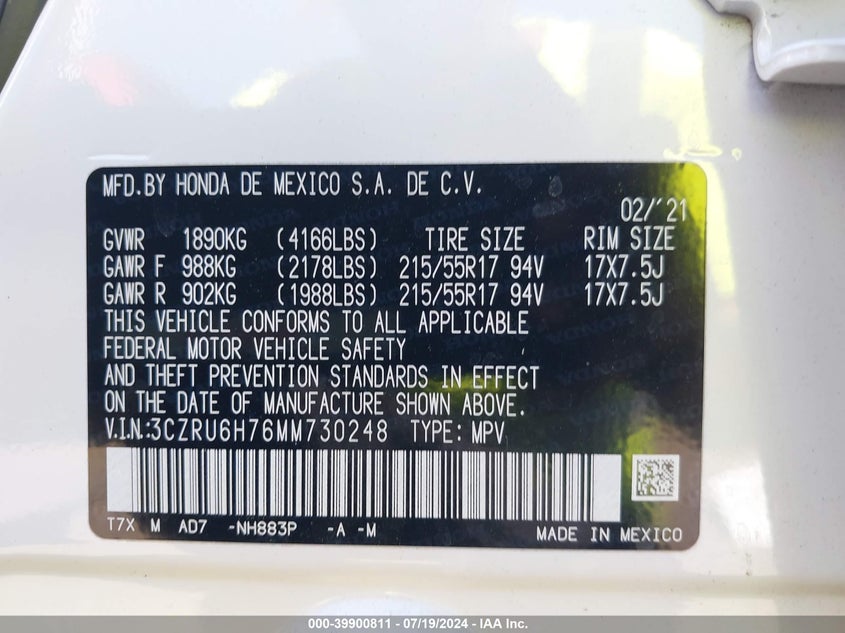 MFD.BY HONDA DE MEXICO S.A. DE C.V.
02/'21
GVWR 1890KG (4166LBS) TIRE SIZE RIM SIZE
GAWR F 988KG (2178LBS) 215/55R17 94V 17X7.5J
GAWR R 902KG (1988LBS) 215/55R17 94V 17X7.5J
THIS VEHICLE CONFORMS TO ALL APPLICABLE
FEDERAL MOTOR VEHICLE SAFETY
AND THEFT PREVENTION STANDARDS IN EFFECT
ON THE DATE OF MANUFACTURE SHOWN ABOVE.
V.I.N.:3CZRU6H76MM730248 TYPE: MPV
T7X M AD7 -NH883P -A -M MADE IN MEXICO
000-39900811 - 07/19/2024 - IAA Inc.